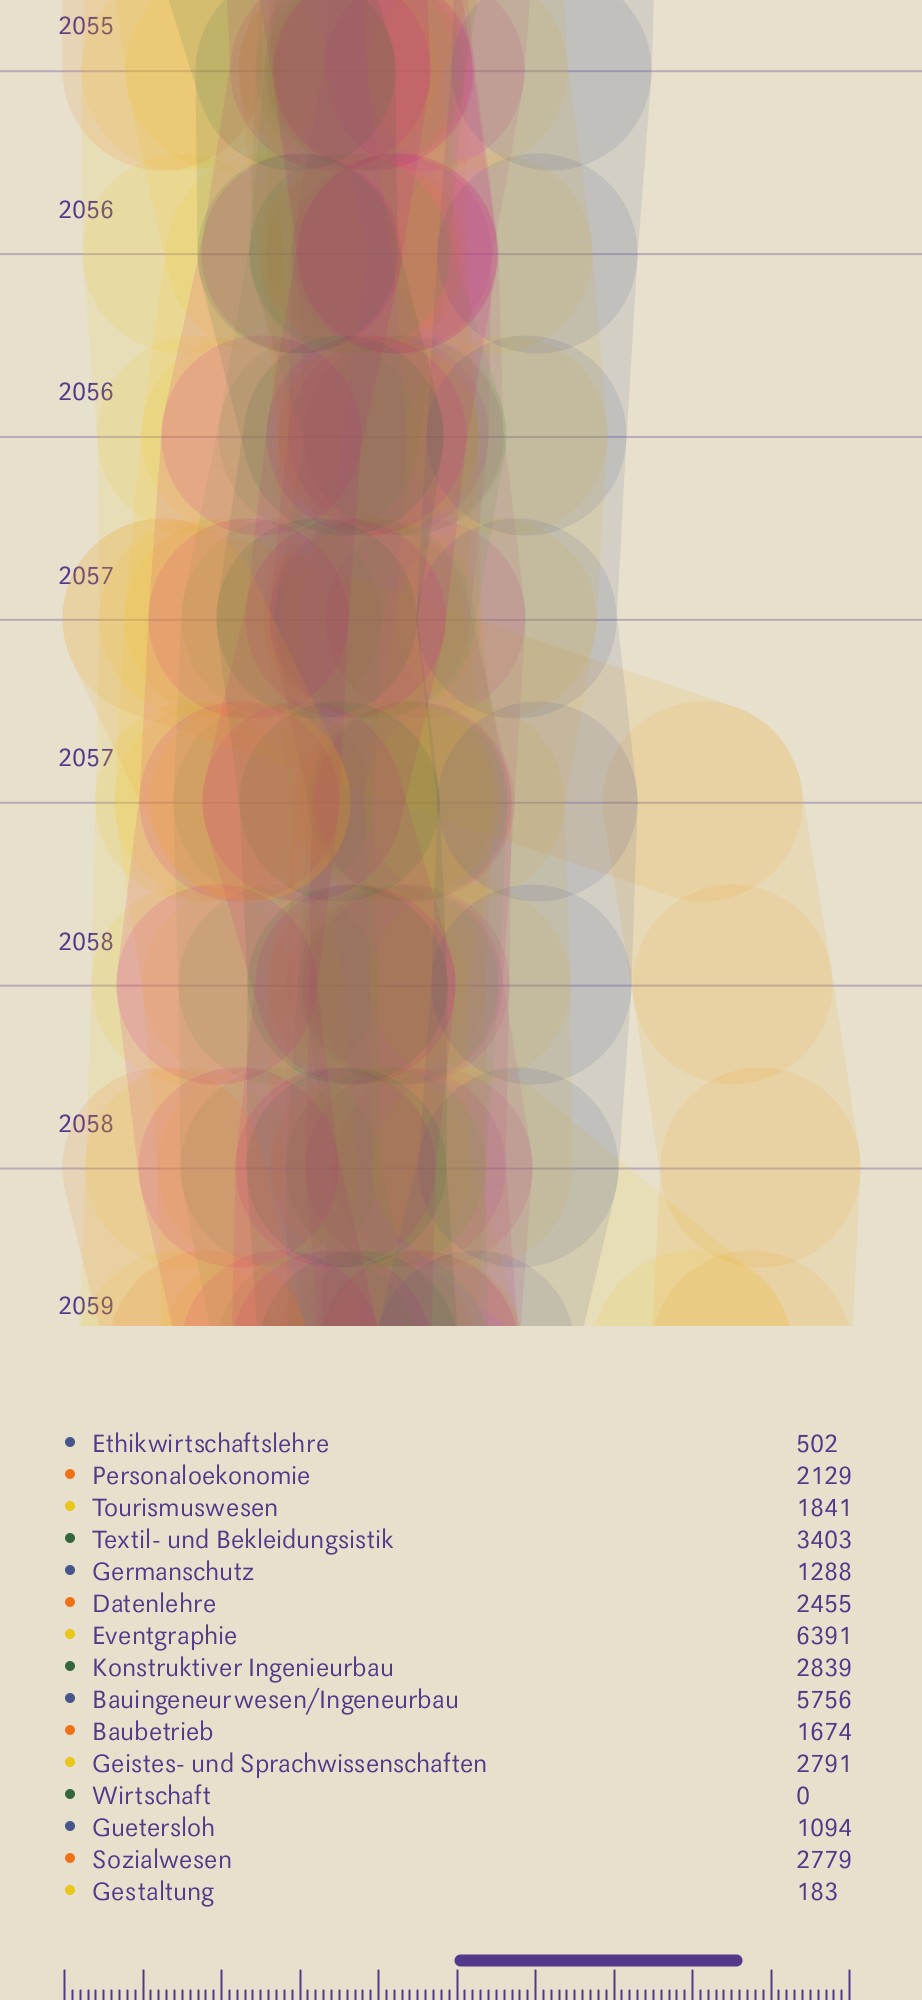 2055
2056
2056
2057
2057
2058
2058
2059
Ethikwirtschaftslehre 502
Personaloekonomie 2129
Tourismuswesen 1841
Textil- und Bekleidungsistik 3403
Germanschutz 1288
Datenlehre 2455
Eventgraphie 6391
Konstruktiver Ingenieurbau 2839
Bauingeneurwesen/Ingeneurbau 5756
Baubetrieb 1674
Geistes- und Sprachwissenschaften 2791
Wirtschaft 0
Guetersloh 1094
Sozialwesen 2779
Gestaltung 183